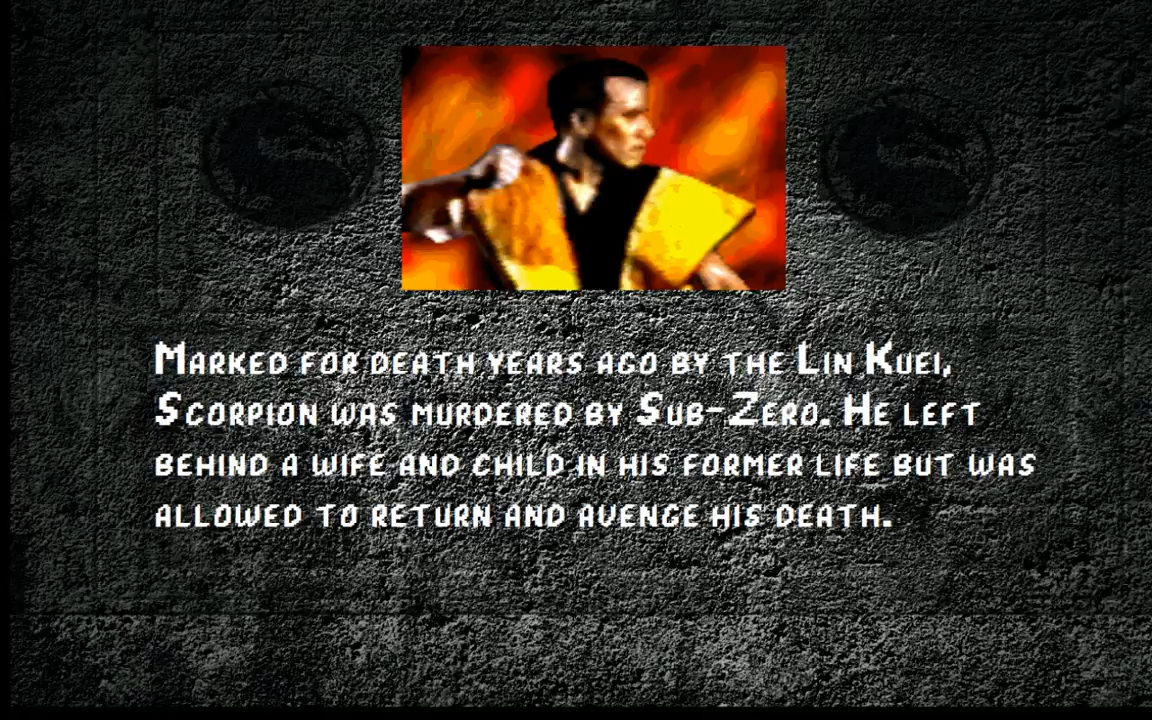 Marked for death years ago by the Lin Kuei,
Scorpion was murdered by Sub-Zero. He left
behind a wife and child in his former life but was
allowed to return and avenge his death.